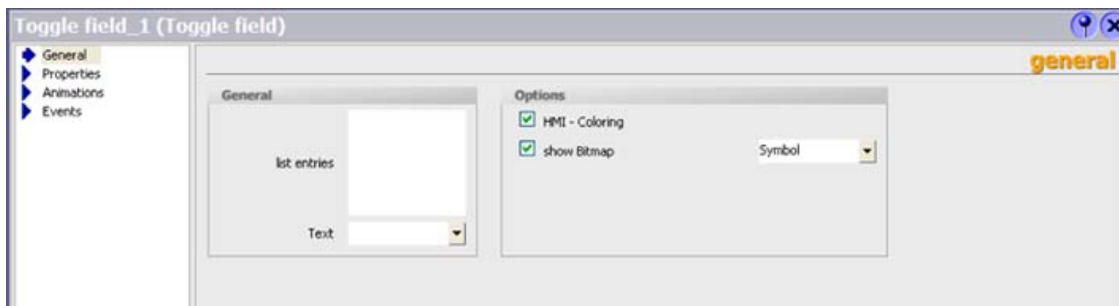 Toggle field_1 (Toggle field)
General
Properties
Animations
Events
general
General
list entries
Text
Options
HMI - Coloring
show Bitmap
Symbol